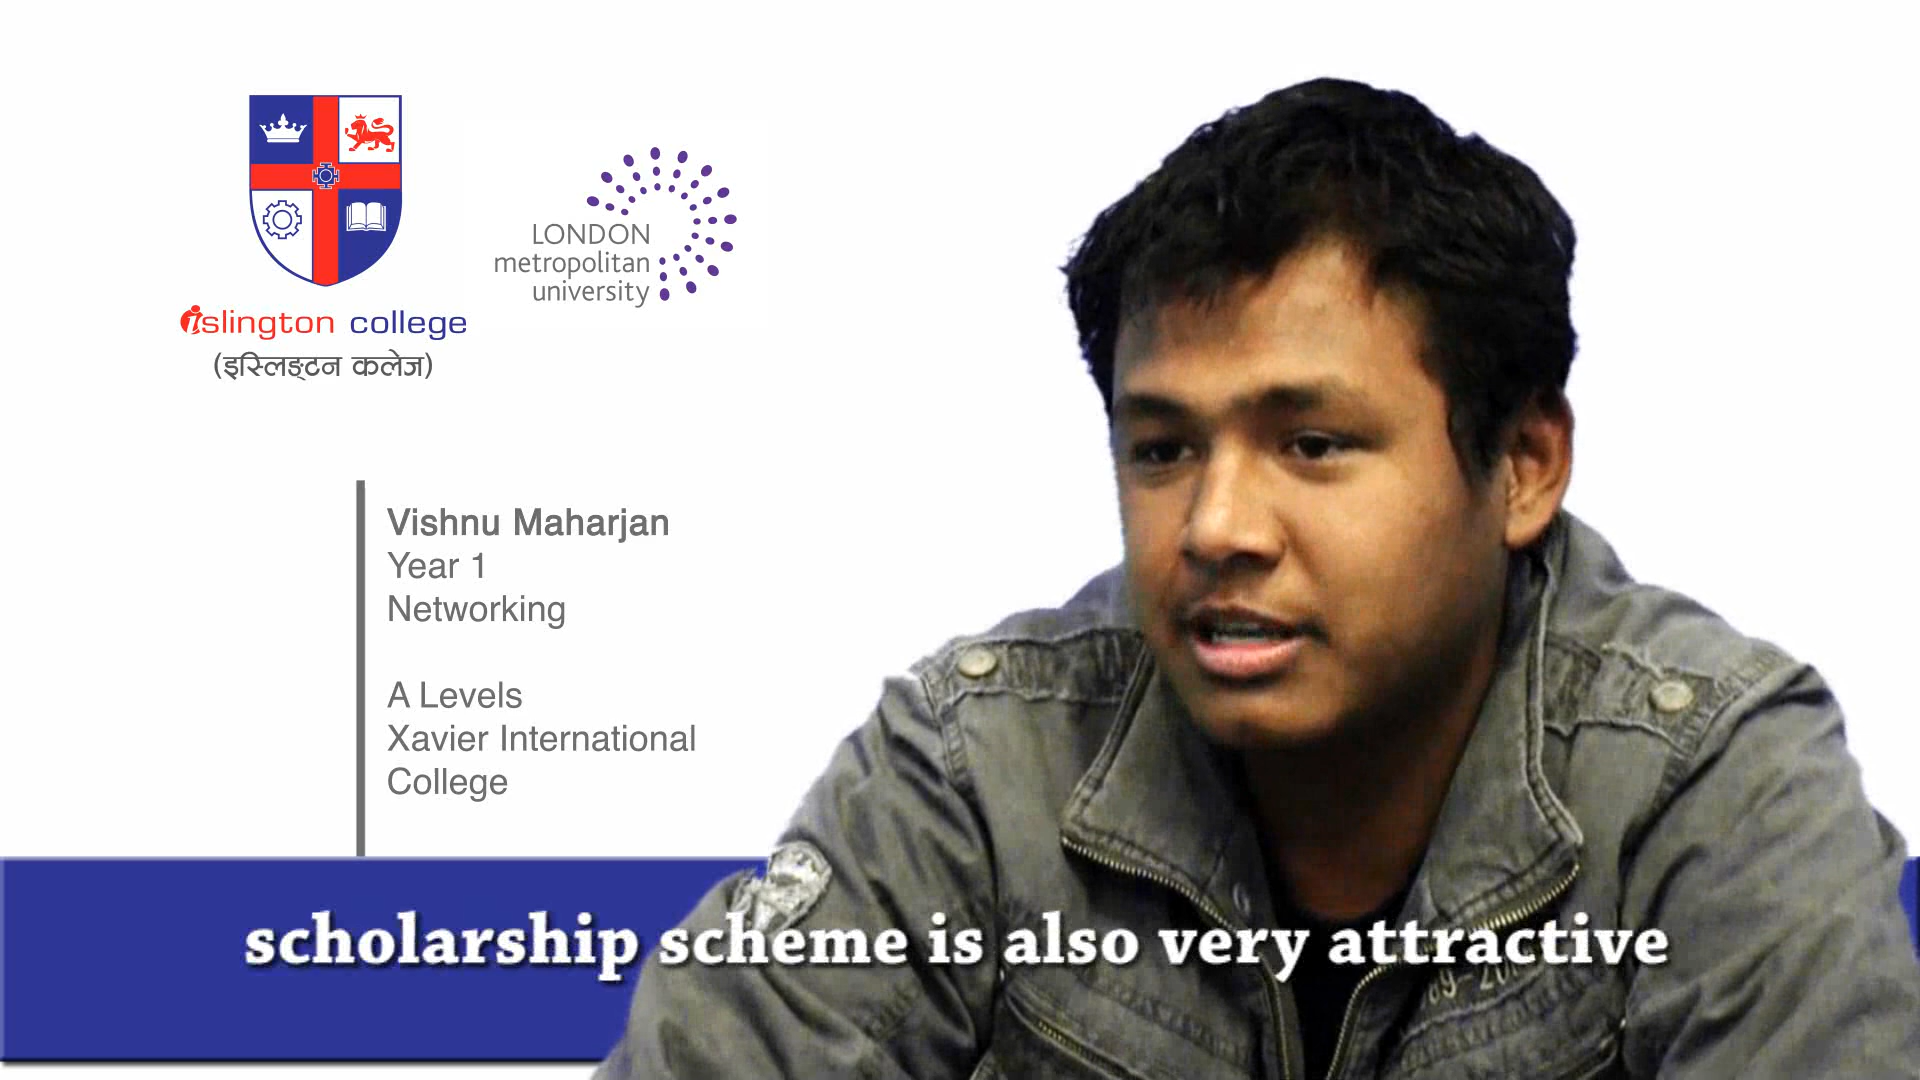 islington college
(इस्लिङ्टन कलेज)
LONDON
metropolitan
university
Vishnu Maharjan
Year 1
Networking
A Levels
Xavier International
College
scholarship scheme is also very attractive